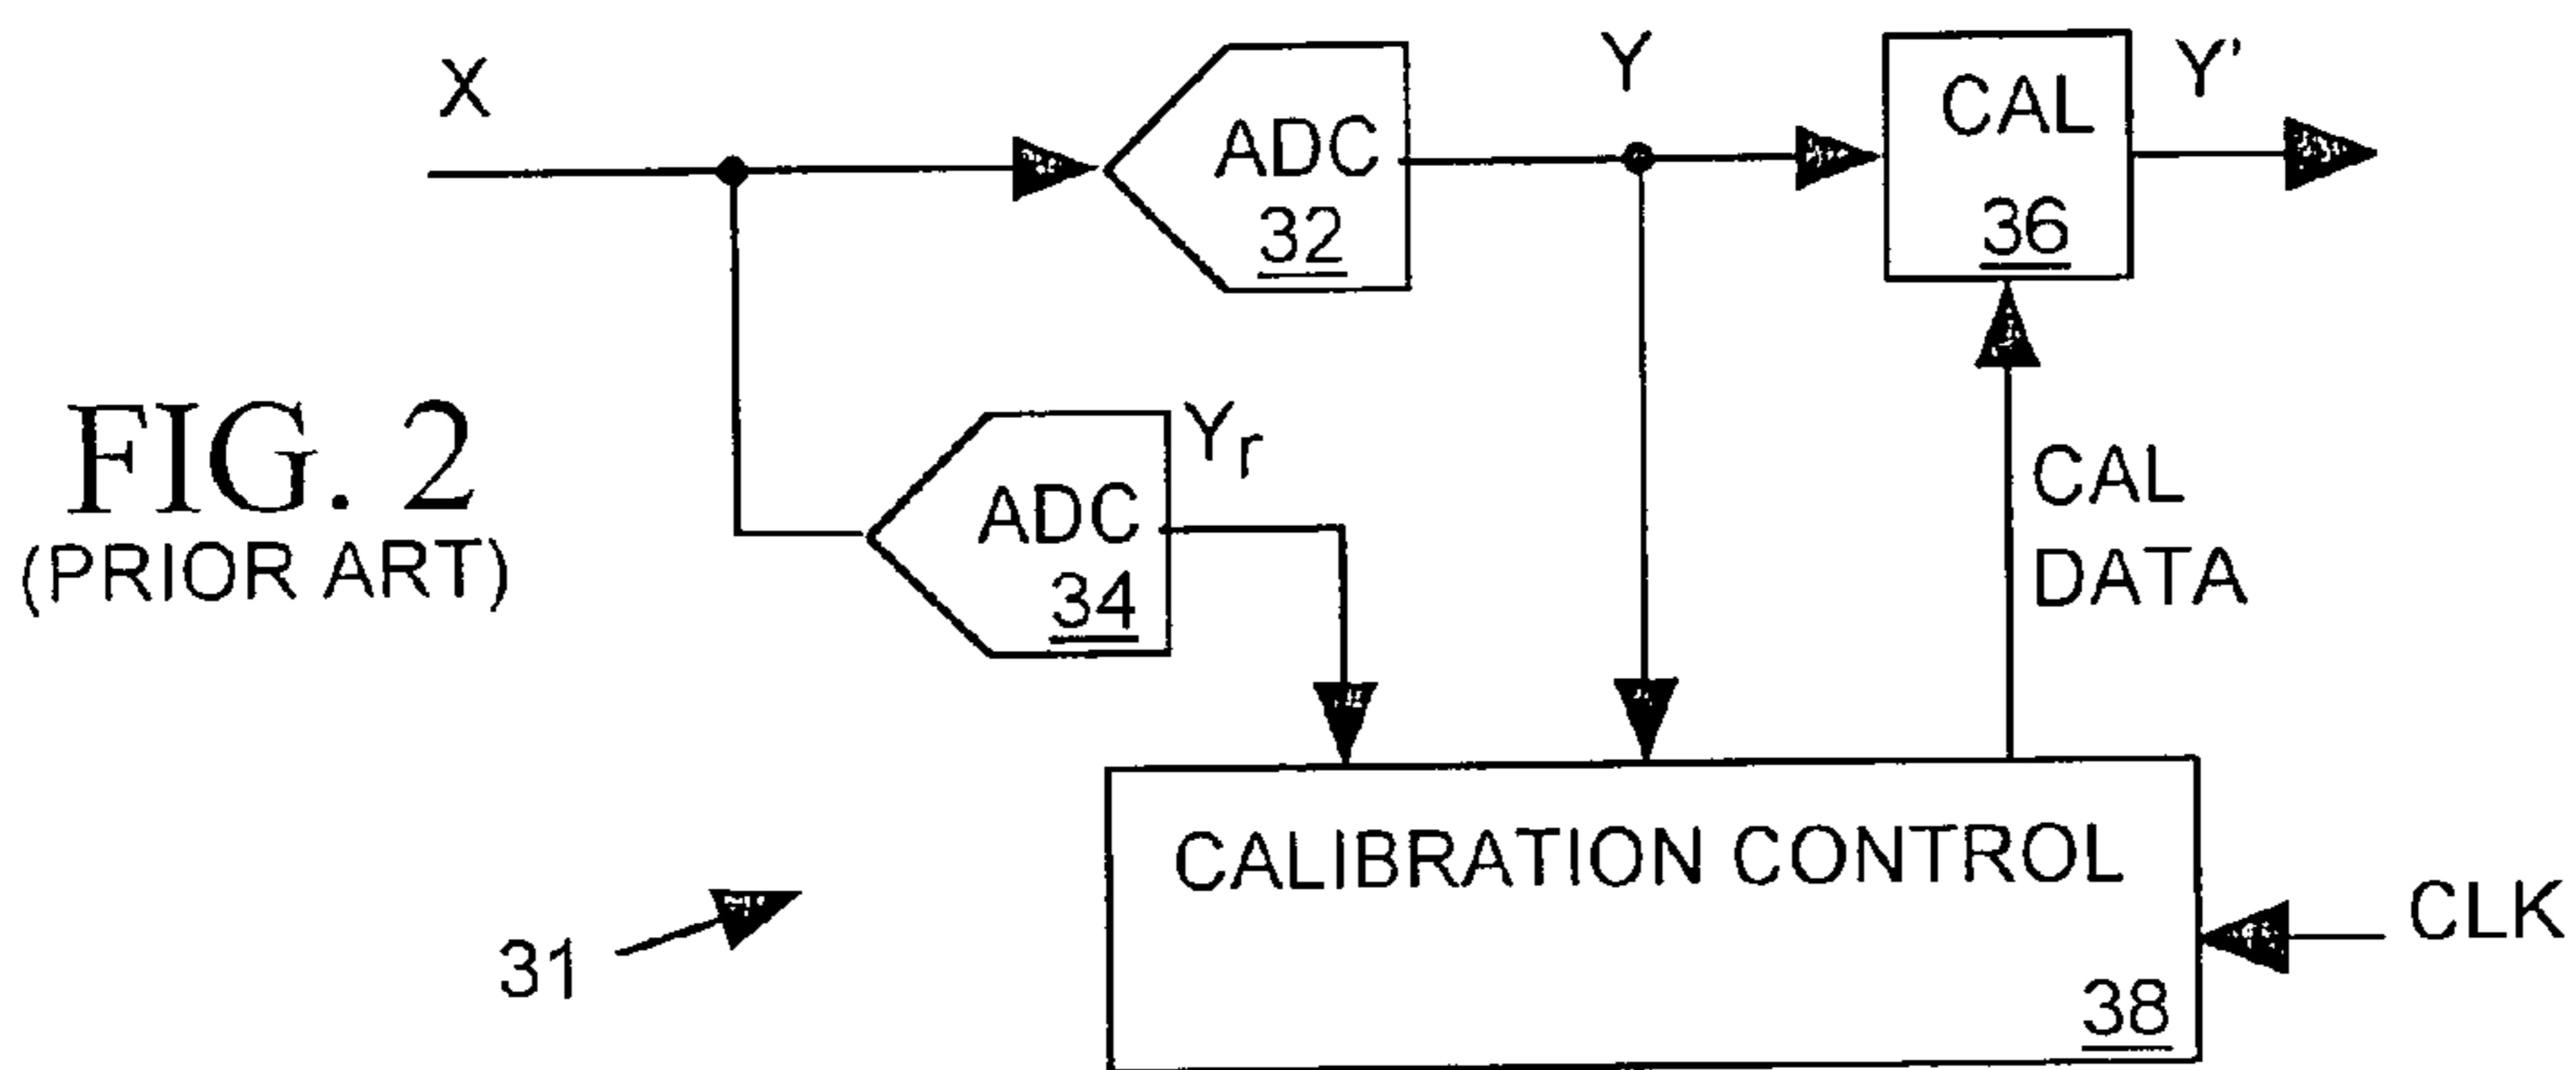 X
ADC
32
Y
CAL
36
Y'
FIG. 2
(PRIOR ART)
ADC
34
Yr
CAL
DATA
CALIBRATION CONTROL
38
CLK
31